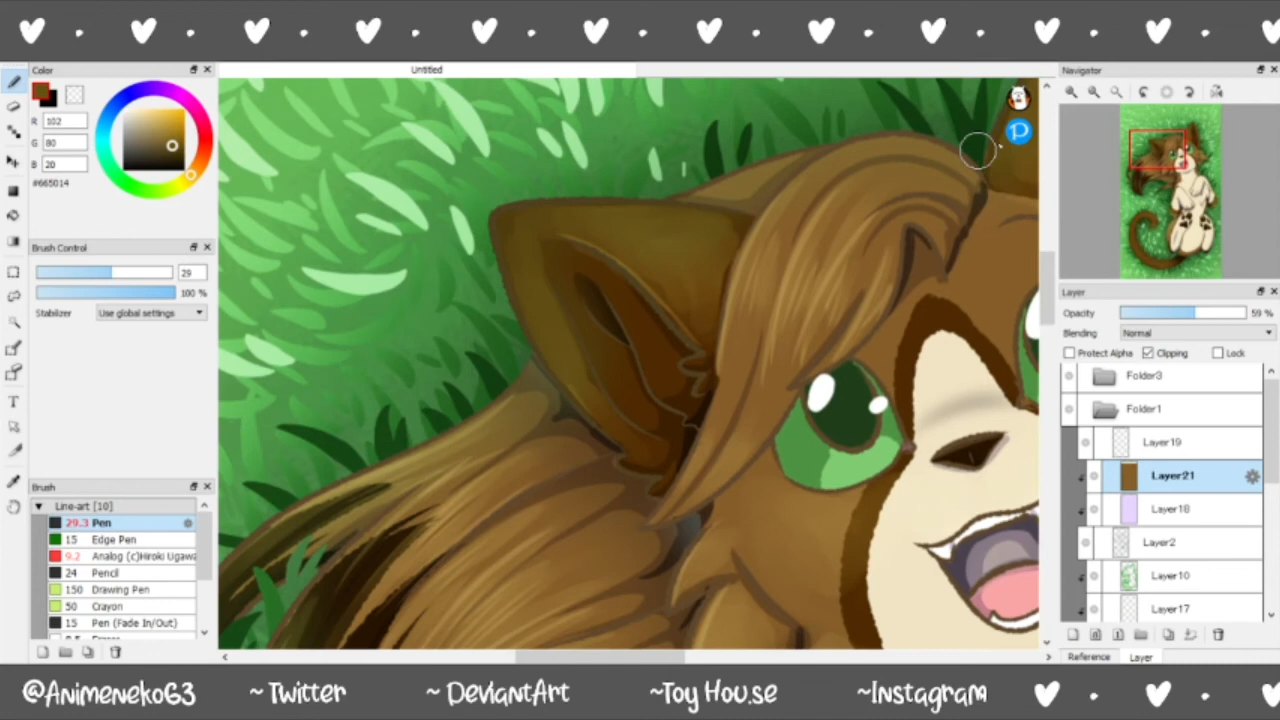 Color
Untitled
Navigator
R 102
G 80
B 20
#665014
Brush Control
29
100 %
Stabilizer Use global settings
Layer
Opacity 59 %
Blending Normal
Protect Alpha Clipping Lock
Folder3
Folder1
Layer19
Layer21
Layer18
Layer2
Layer10
Layer17
Reference Layer
Brush
Line-art [10]
29.3 Pen
15 Edge Pen
9.2 Analog (c)Hiroki Ugawa
24 Pencil
150 Drawing Pen
50 Crayon
15 Pen (Fade In/Out)
@Animeneko63 ~Twitter ~DeviantArt ~Toy Hou.se ~Instagram